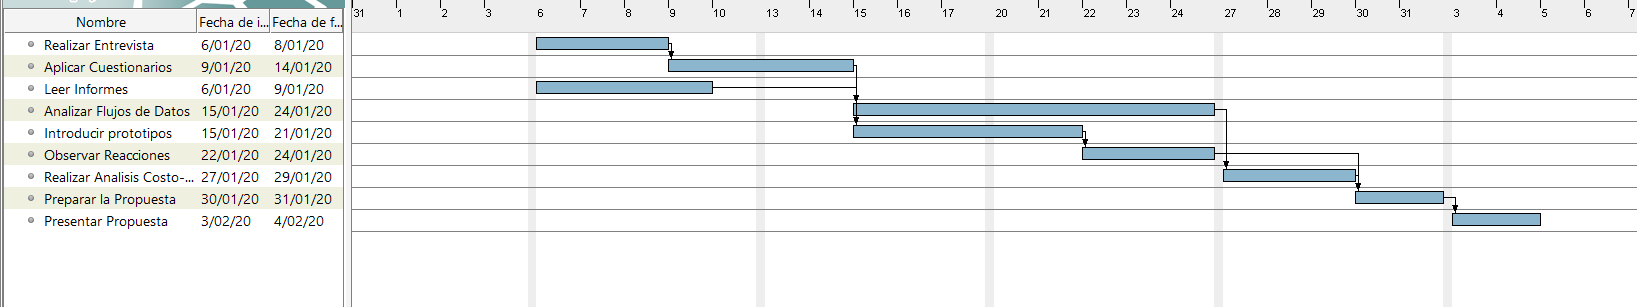 31 1 2 3 6 7 8 9 10 13 14 15 16 17 20 21 22 23 24 27 28 29 30 31 3 4 5 6 7
Nombre Fecha de i... Fecha de f...
Realizar Entrevista 6/01/20 8/01/20
Aplicar Cuestionarios 9/01/20 14/01/20
Leer Informes 6/01/20 9/01/20
Analizar Flujos de Datos 15/01/20 24/01/20
Introducir prototipos 15/01/20 21/01/20
Observar Reacciones 22/01/20 24/01/20
Realizar Analisis Costo-... 27/01/20 29/01/20
Preparar la Propuesta 30/01/20 31/01/20
Presentar Propuesta 3/02/20 4/02/20